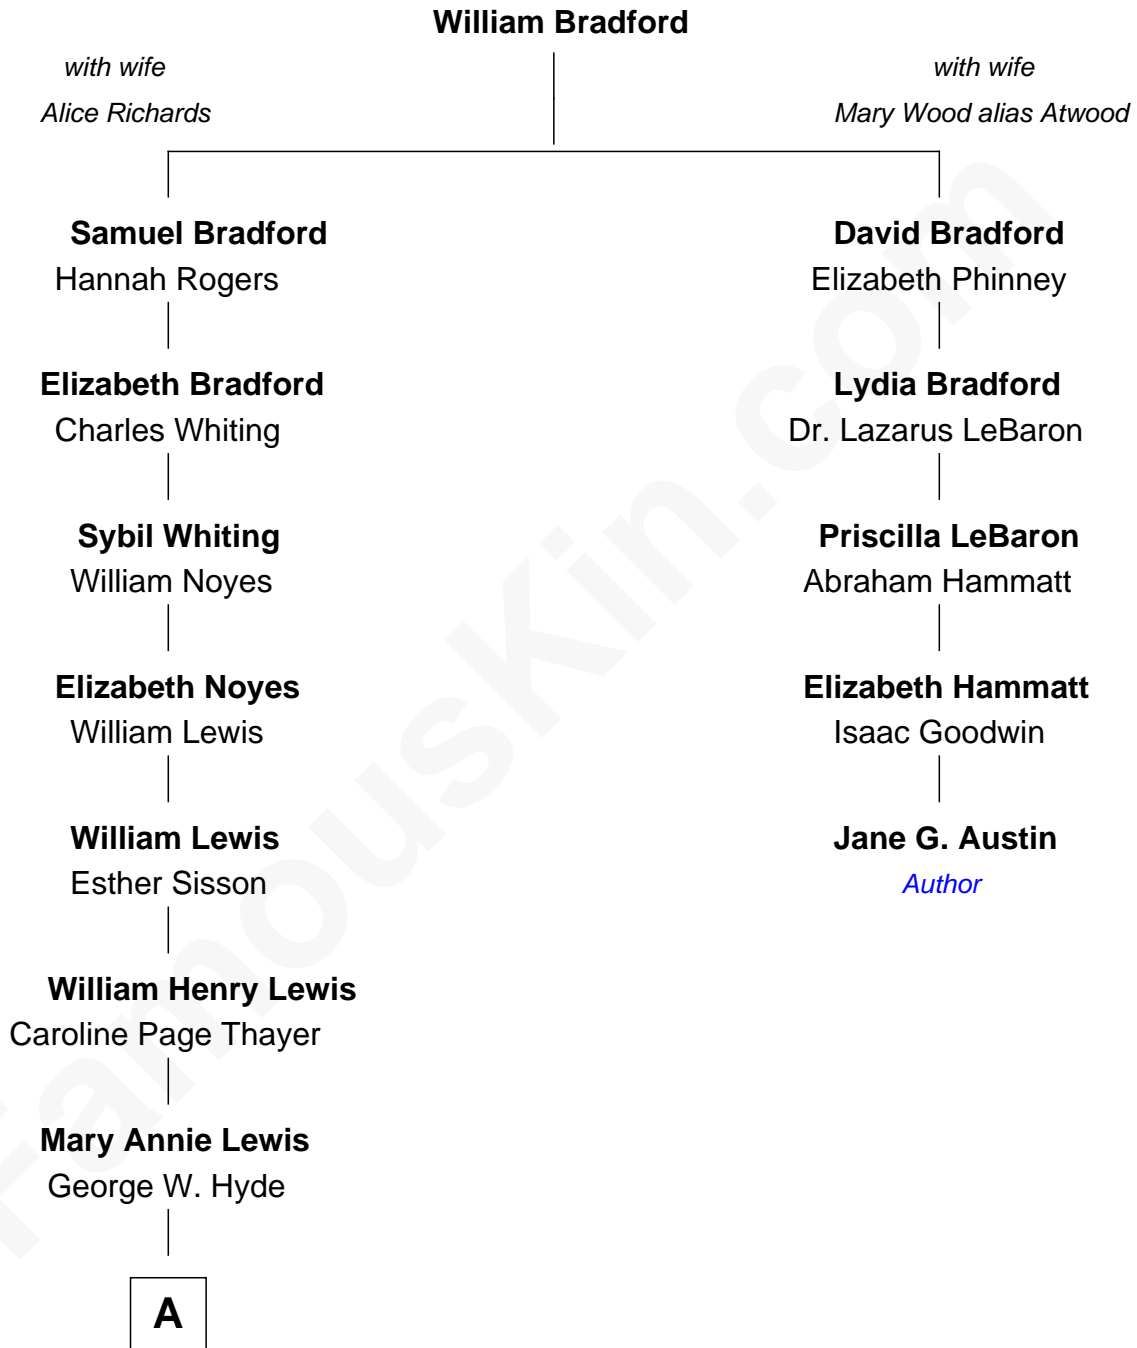 William Bradford
with wife
Alice Richards
with wife
Mary Wood alias Atwood
Samuel Bradford
Hannah Rogers
David Bradford
Elizabeth Phinney
Elizabeth Bradford
Charles Whiting
Lydia Bradford
Dr. Lazarus LeBaron
Sybil Whiting
William Noyes
Priscilla LeBaron
Abraham Hammatt
Elizabeth Noyes
William Lewis
Elizabeth Hammatt
Isaac Goodwin
William Lewis
Esther Sisson
Jane G. Austin
Author
William Henry Lewis
Caroline Page Thayer
Mary Annie Lewis
George W. Hyde
A
FamousKin.com